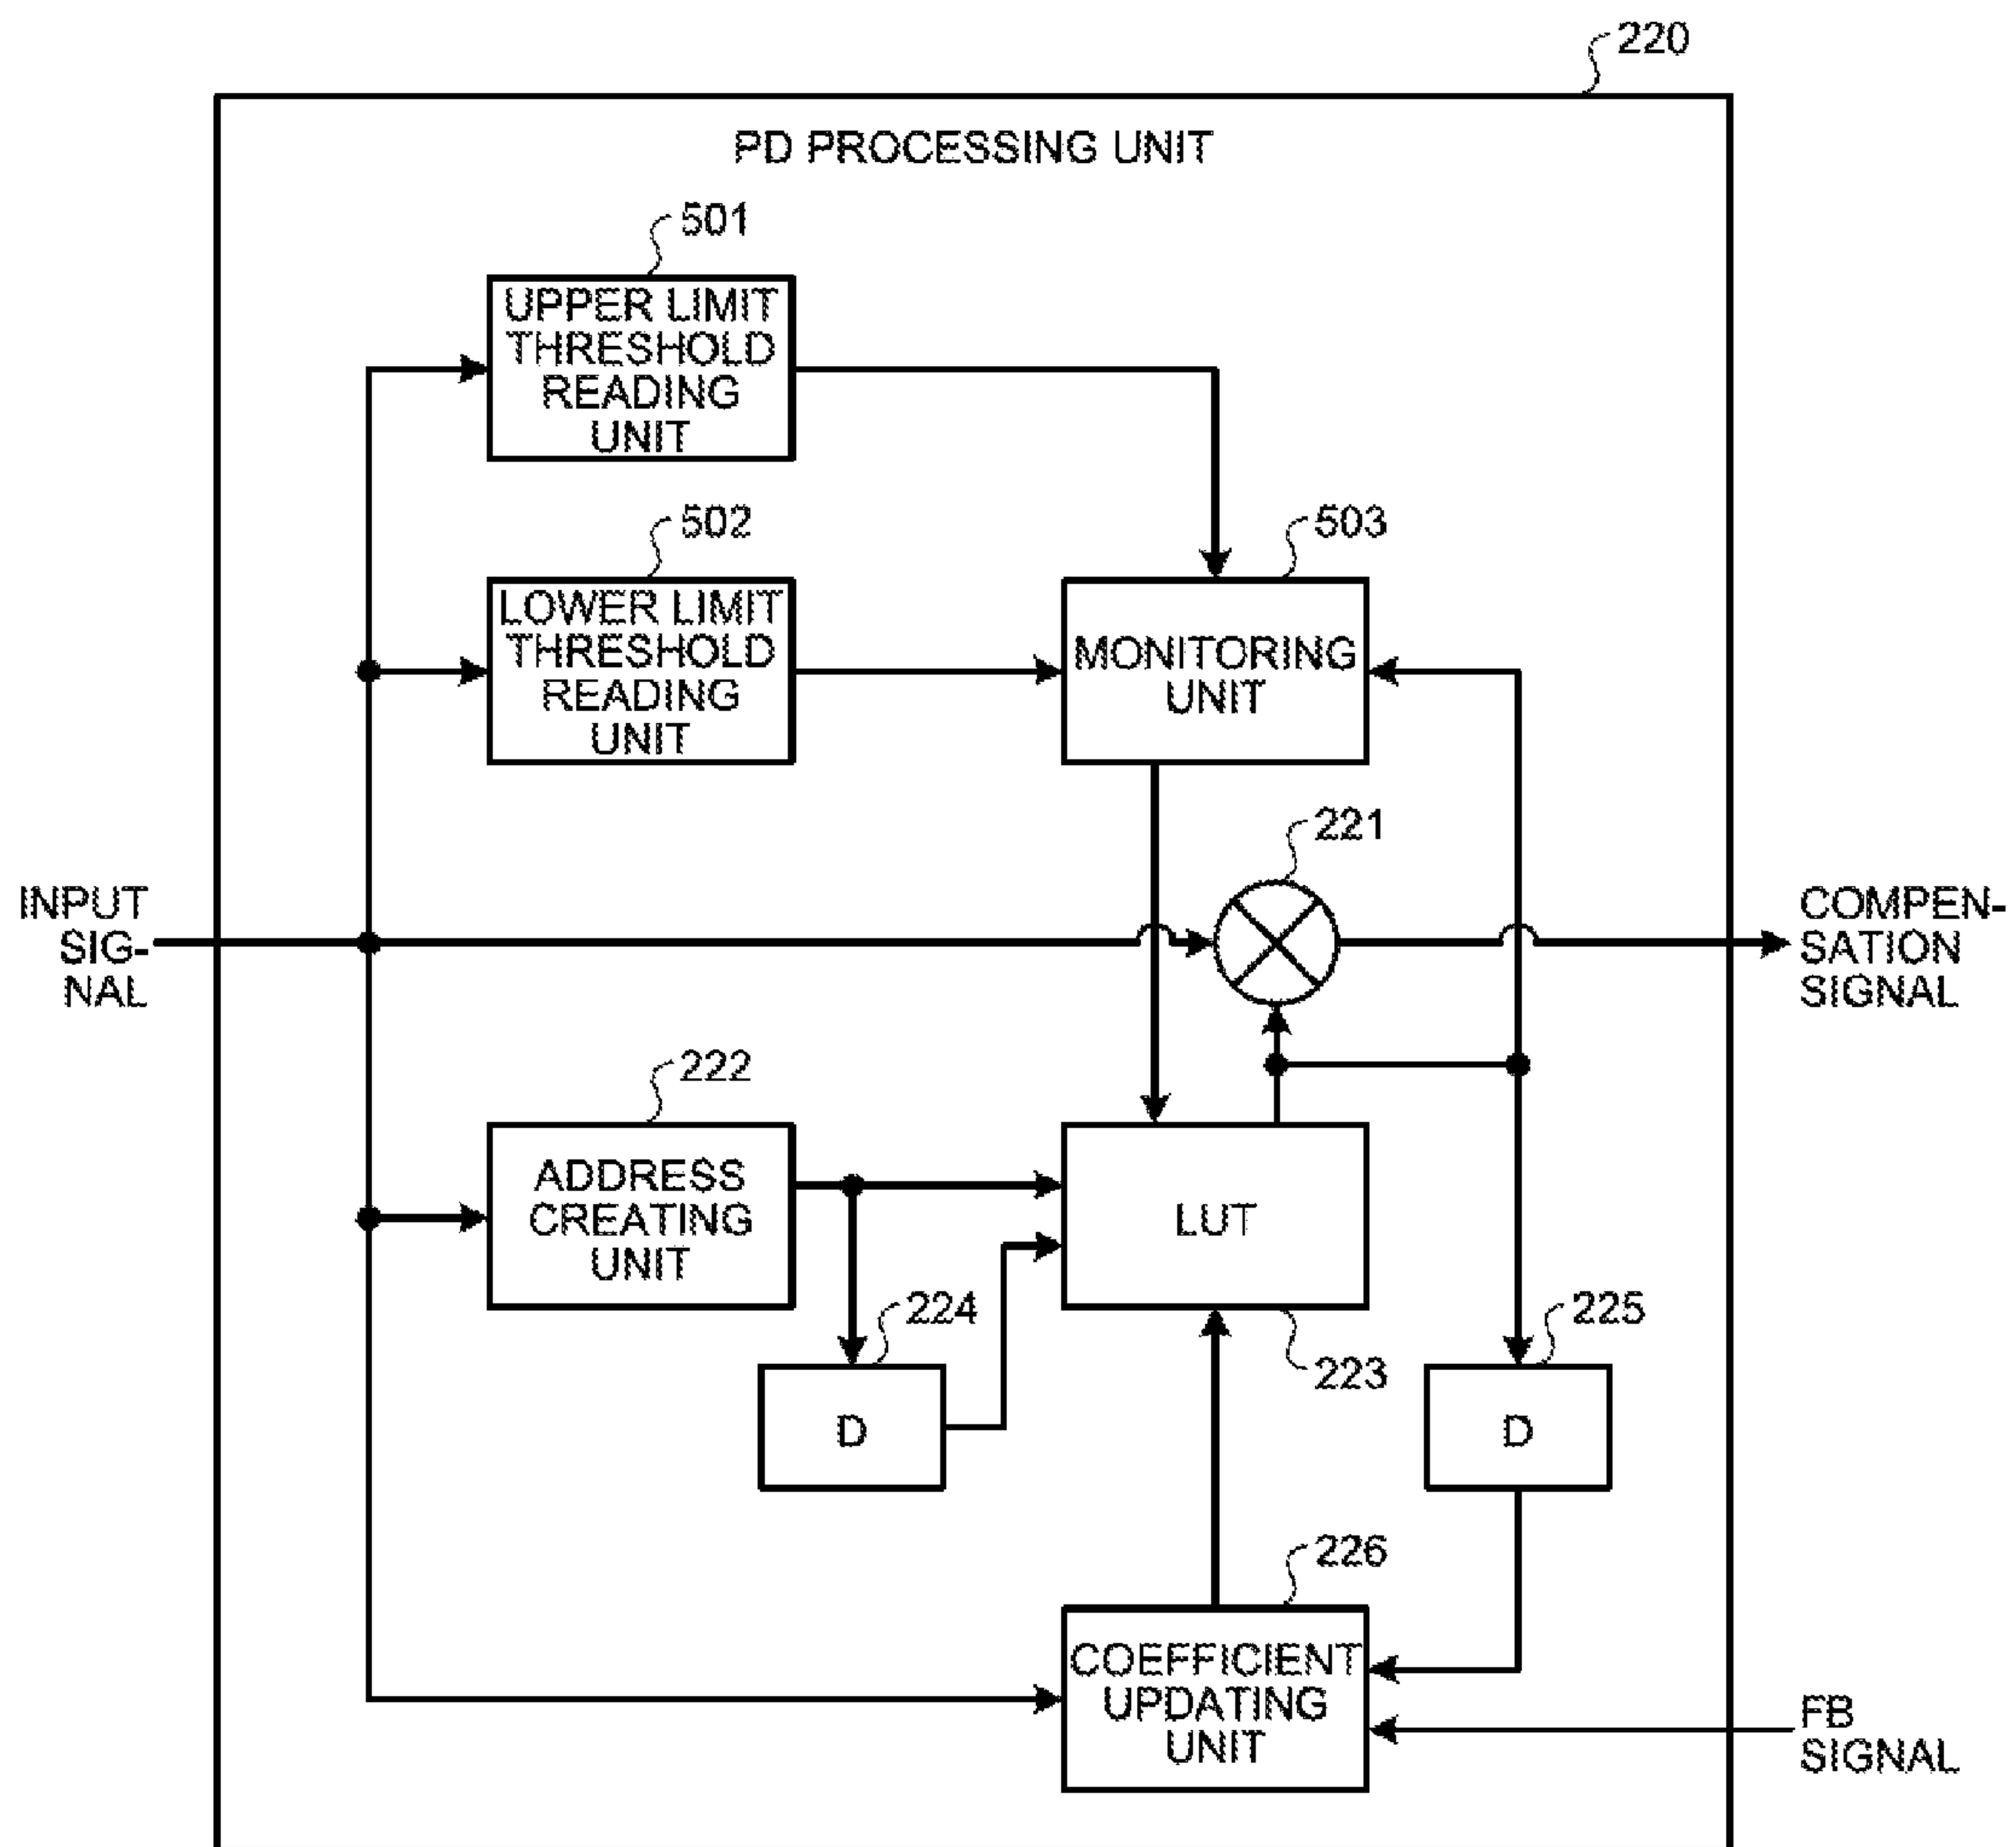 220
PD PROCESSING UNIT
501
UPPER LIMIT
THRESHOLD
READING
UNIT
502
LOWER LIMIT
THRESHOLD
READING
UNIT
503
MONITORING
UNIT
221
INPUT
SIG-
NAL
COMPEN-
SATION
SIGNAL
222
ADDRESS
CREATING
UNIT
LUT
223
224
D
225
D
226
COEFFICIENT
UPDATING
UNIT
FB
SIGNAL